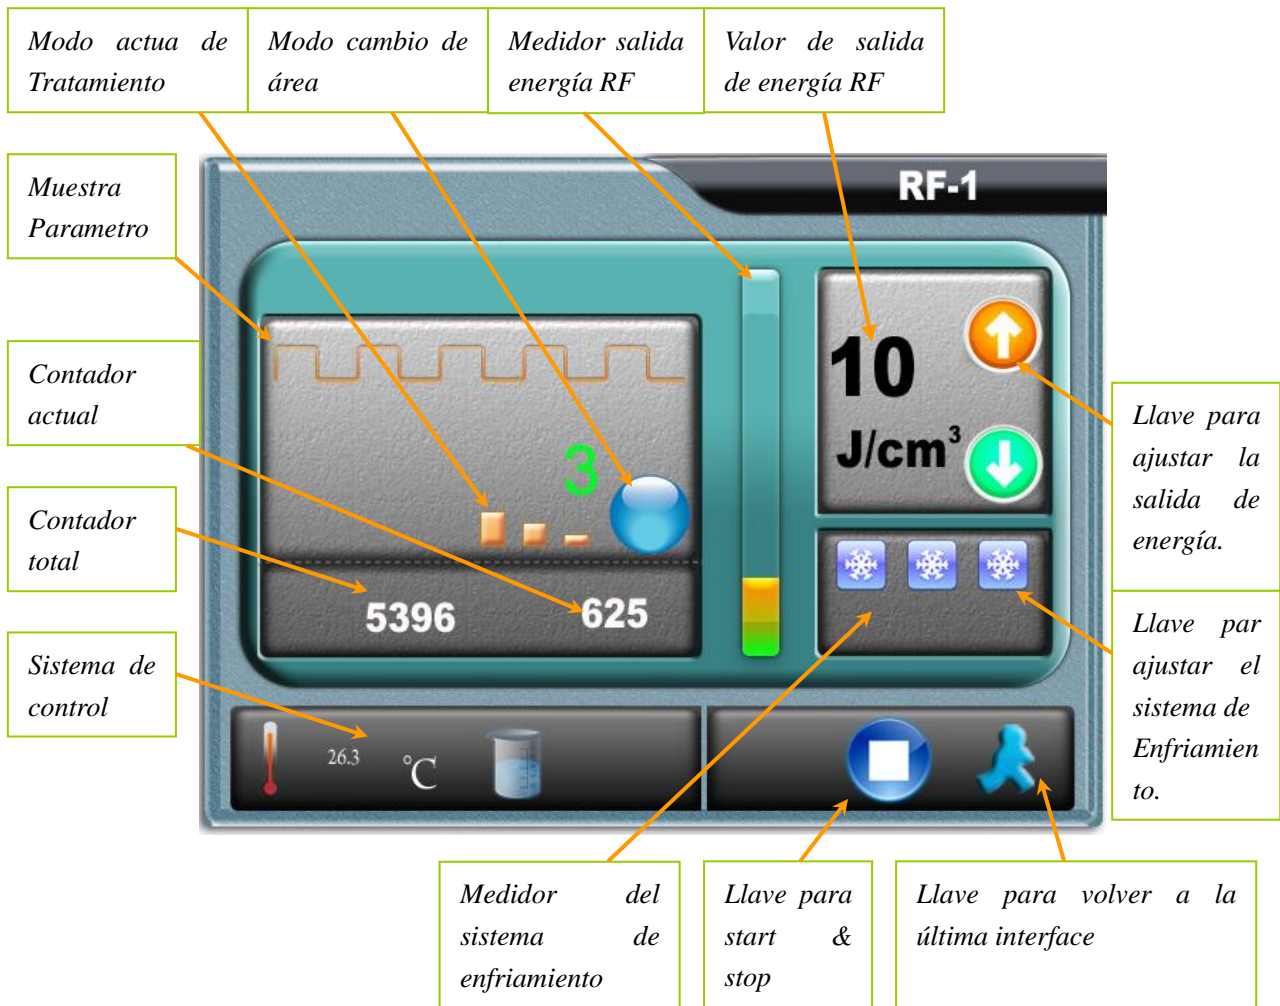 Modo actua de
Tratamiento
Modo cambio de
área
Medidor salida
energía RF
Valor de salida
de energía RF
Muestra
Parametro
RF-1
Contador
actual
10
J/cm³
3
Llave para
ajustar la
salida de
energía.
Contador
total
5396
625
Llave par
ajustar el
sistema de
Enfriamien
to.
Sistema de
control
26.3
°C
Medidor del
sistema de
enfriamiento
Llave para
start &
stop
Llave para volver a la
última interface